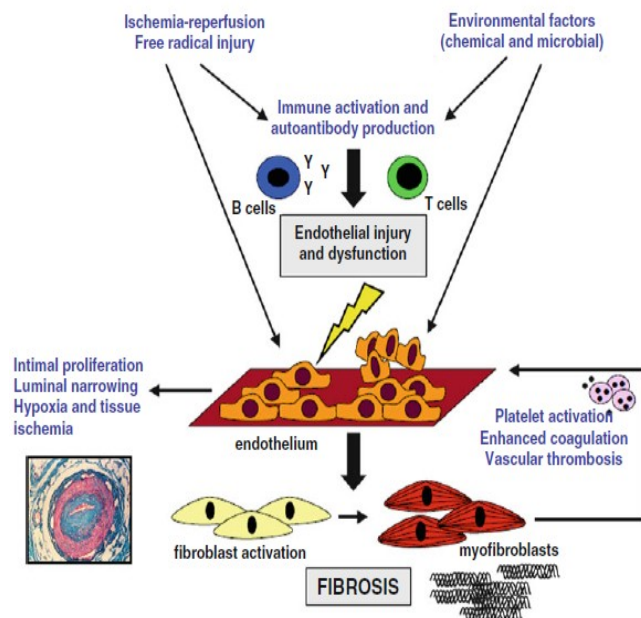 Ischemia-reperfusion
Free radical injury
Environmental factors
(chemical and microbial)
Immune activation and
autoantibody production
Y
Y
Y
B cells
T cells
Endothelial injury
and dysfunction
Intimal proliferation
Luminal narrowing
Hypoxia and tissue
ischemia
endothelium
Platelet activation
Enhanced coagulation
Vascular thrombosis
fibroblast activation
myofibroblasts
FIBROSIS